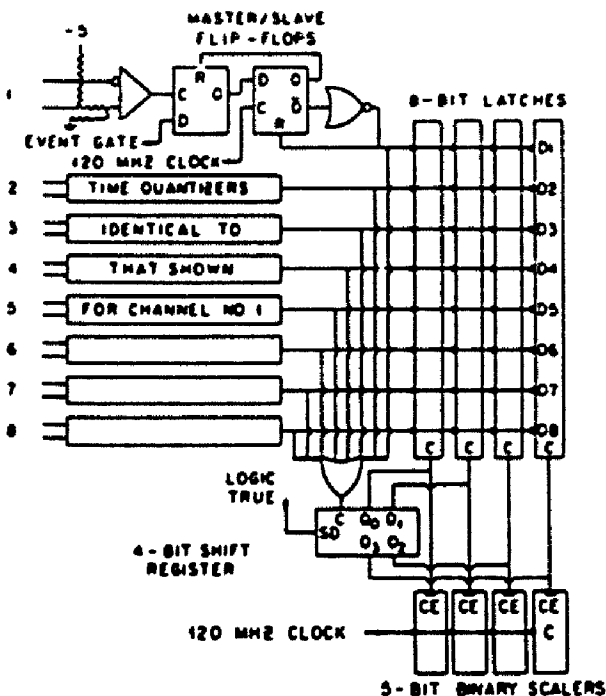 -5
MASTER/SLAVE
FLIP-FLOPS
8-BIT LATCHES
1
R
C
Q
D
D
Q
C
Q̅
R
EVENT GATE
120 MHZ CLOCK
D1
2
TIME QUANTIZERS
D2
3
IDENTICAL TO
D3
4
THAT SHOWN
D4
5
FOR CHANNEL NO 1
D5
6
D6
7
D7
8
D8
C
C
C
C
LOGIC
TRUE
C
Q0 Q1
SD
Q3 Q2
4-BIT SHIFT
REGISTER
CE
CE
CE
CE
120 MHZ CLOCK
C
5-BIT BINARY SCALERS